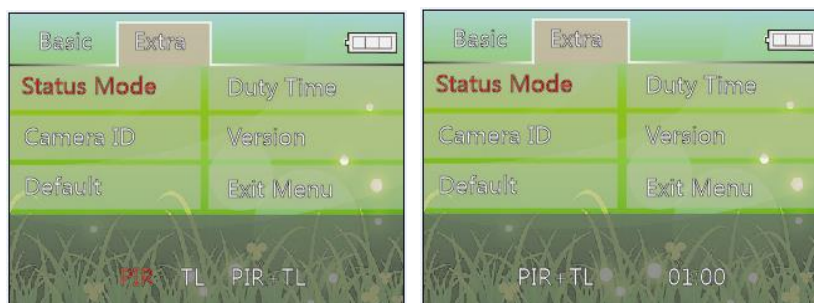 Basic Extra
Status Mode Duty Time
Camera ID Version
Default Exit Menu
PIR TL PIR+TL
Basic Extra
Status Mode Duty Time
Camera ID Version
Default Exit Menu
PIR+TL 01:00